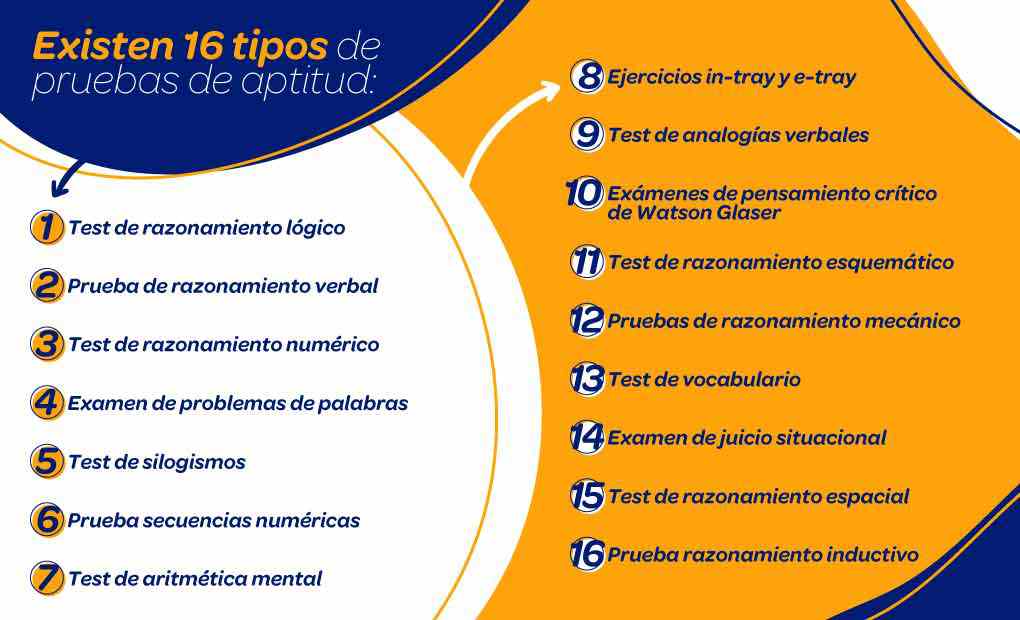 Existen 16 tipos de
pruebas de aptitud:
1 Test de razonamiento lógico
2 Prueba de razonamiento verbal
3 Test de razonamiento numérico
4 Examen de problemas de palabras
5 Test de silogismos
6 Prueba secuencias numéricas
7 Test de aritmética mental
8 Ejercicios in-tray y e-tray
9 Test de analogías verbales
10 Exámenes de pensamiento crítico
de Watson Glaser
11 Test de razonamiento esquemático
12 Pruebas de razonamiento mecánico
13 Test de vocabulario
14 Examen de juicio situacional
15 Test de razonamiento espacial
16 Prueba razonamiento inductivo